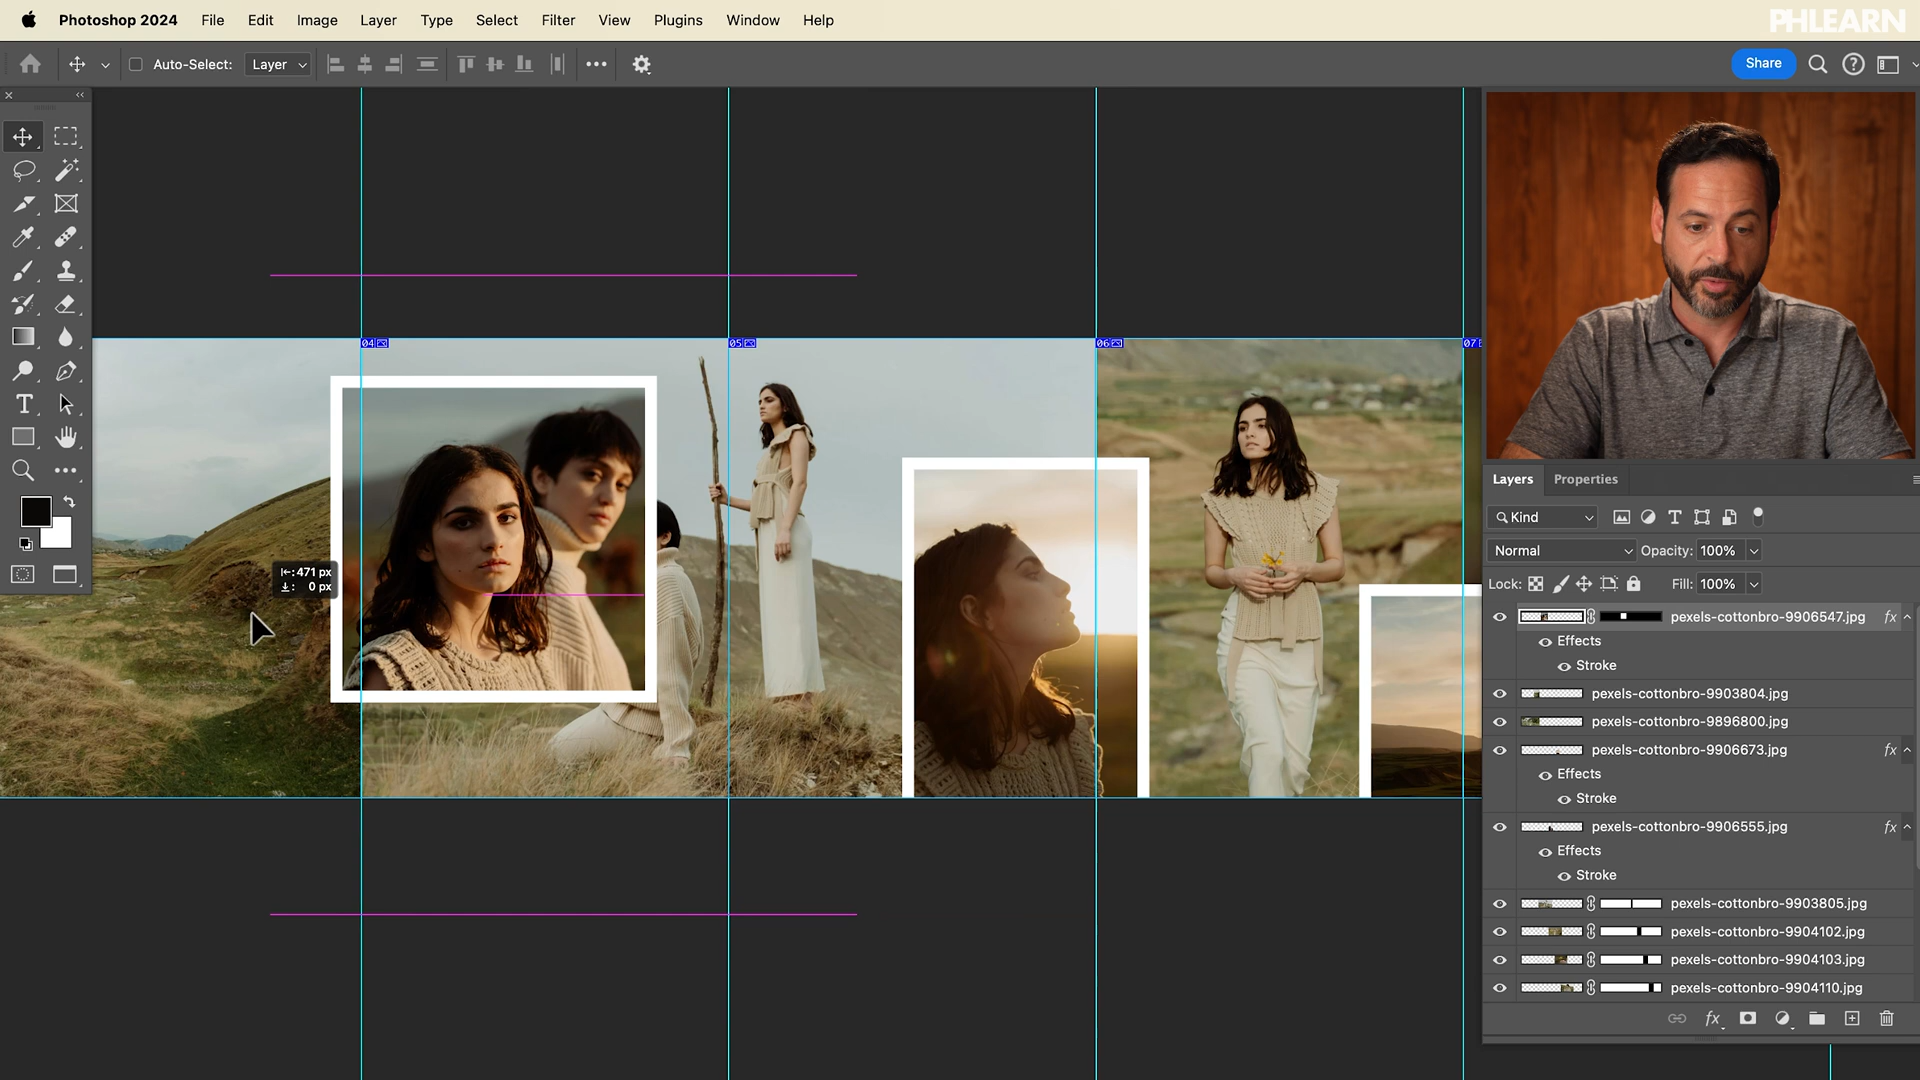 Photoshop 2024 File Edit Image Layer Type Select Filter View Plugins Window Help
PHLEARN
Auto-Select: Layer
Share
04
05
06
07
471 px
0 px
T
Layers Properties
Kind
Normal Opacity: 100%
Lock: Fill: 100%
pexels-cottonbro-9906547.jpg fx
Effects
Stroke
pexels-cottonbro-9903804.jpg
pexels-cottonbro-9896800.jpg
pexels-cottonbro-9906673.jpg fx
Effects
Stroke
pexels-cottonbro-9906555.jpg fx
Effects
Stroke
pexels-cottonbro-9903805.jpg
pexels-cottonbro-9904102.jpg
pexels-cottonbro-9904103.jpg
pexels-cottonbro-9904110.jpg
fx